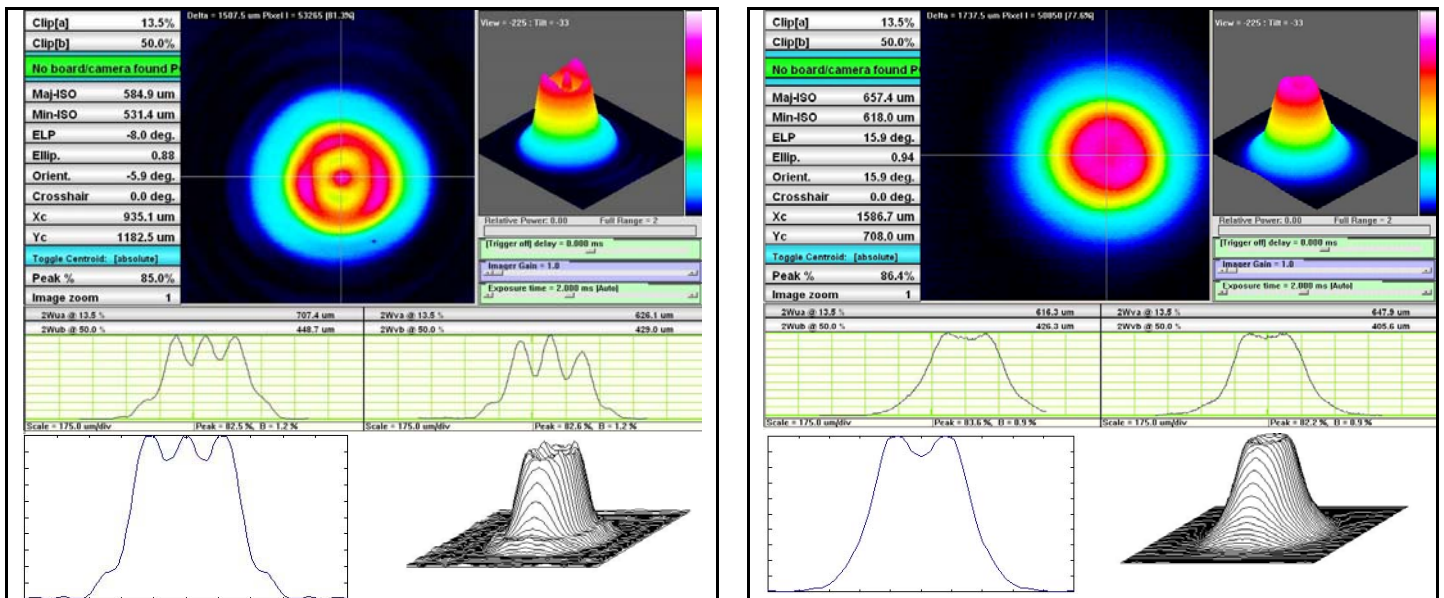 Clip[a] 13.5%
Clip[b] 50.0%
No board/camera found P
Maj-ISO 584.9 um
Min-ISO 531.4 um
ELP -8.0 deg.
Ellip. 0.88
Orient. -5.9 deg.
Crosshair 0.0 deg.
Xc 935.1 um
Yc 1182.5 um
Toggle Centroid: [absolute]
Peak % 85.0%
Image zoom 1
Delta = 1507.5 um Pixel I = 53265 [81.3%]
View = -225 : Tilt = -33
Relative Power: 0.00 Full Range = 2
[Trigger off] delay = 0.000 ms
Imager Gain = 1.0
Exposure time = 2.000 ms [Auto]
2Wua @ 13.5 % 707.4 um
2Wva @ 13.5 % 626.1 um
2Wub @ 50.0 % 448.7 um
2Wvb @ 50.0 % 429.0 um
Scale = 175.0 um/div Peak = 82.5 %, B = 1.2 %
Scale = 175.0 um/div Peak = 82.6 %, B = 1.2 %
Clip[a] 13.5%
Clip[b] 50.0%
No board/camera found P
Maj-ISO 657.4 um
Min-ISO 618.0 um
ELP 15.9 deg.
Ellip. 0.94
Orient. 15.9 deg.
Crosshair 0.0 deg.
Xc 1586.7 um
Yc 708.0 um
Toggle Centroid: [absolute]
Peak % 86.4%
Image zoom 1
Delta = 1737.5 um Pixel I = 50850 [77.6%]
View = -225 : Tilt = -33
Relative Power: 0.00 Full Range = 2
[Trigger off] delay = 0.000 ms
Imager Gain = 1.0
Exposure time = 2.000 ms [Auto]
2Wua @ 13.5 % 616.3 um
2Wva @ 13.5 % 647.9 um
2Wub @ 50.0 % 426.3 um
2Wvb @ 50.0 % 405.6 um
Scale = 175.0 um/div Peak = 83.6 %, B = 0.9 %
Scale = 175.0 um/div Peak = 82.2 %, B = 0.9 %